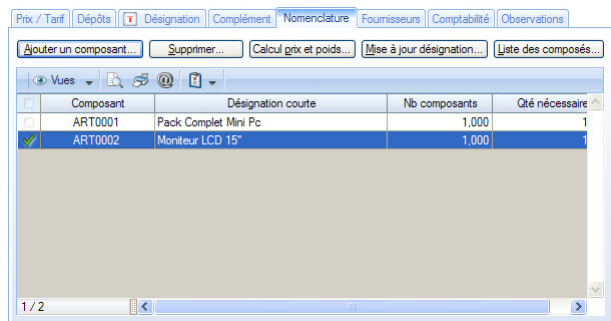 Prix / Tarif Dépôts T Désignation Complément Nomenclature Fournisseurs Comptabilité Observations
Ajouter un composant... Supprimer... Calcul prix et poids... Mise à jour désignation... Liste des composés...
Vues
Composant Désignation courte Nb composants Qté nécessaire
ART0001 Pack Complet Mini Pc 1,000 1
ART0002 Moniteur LCD 15" 1,000 1
1 / 2